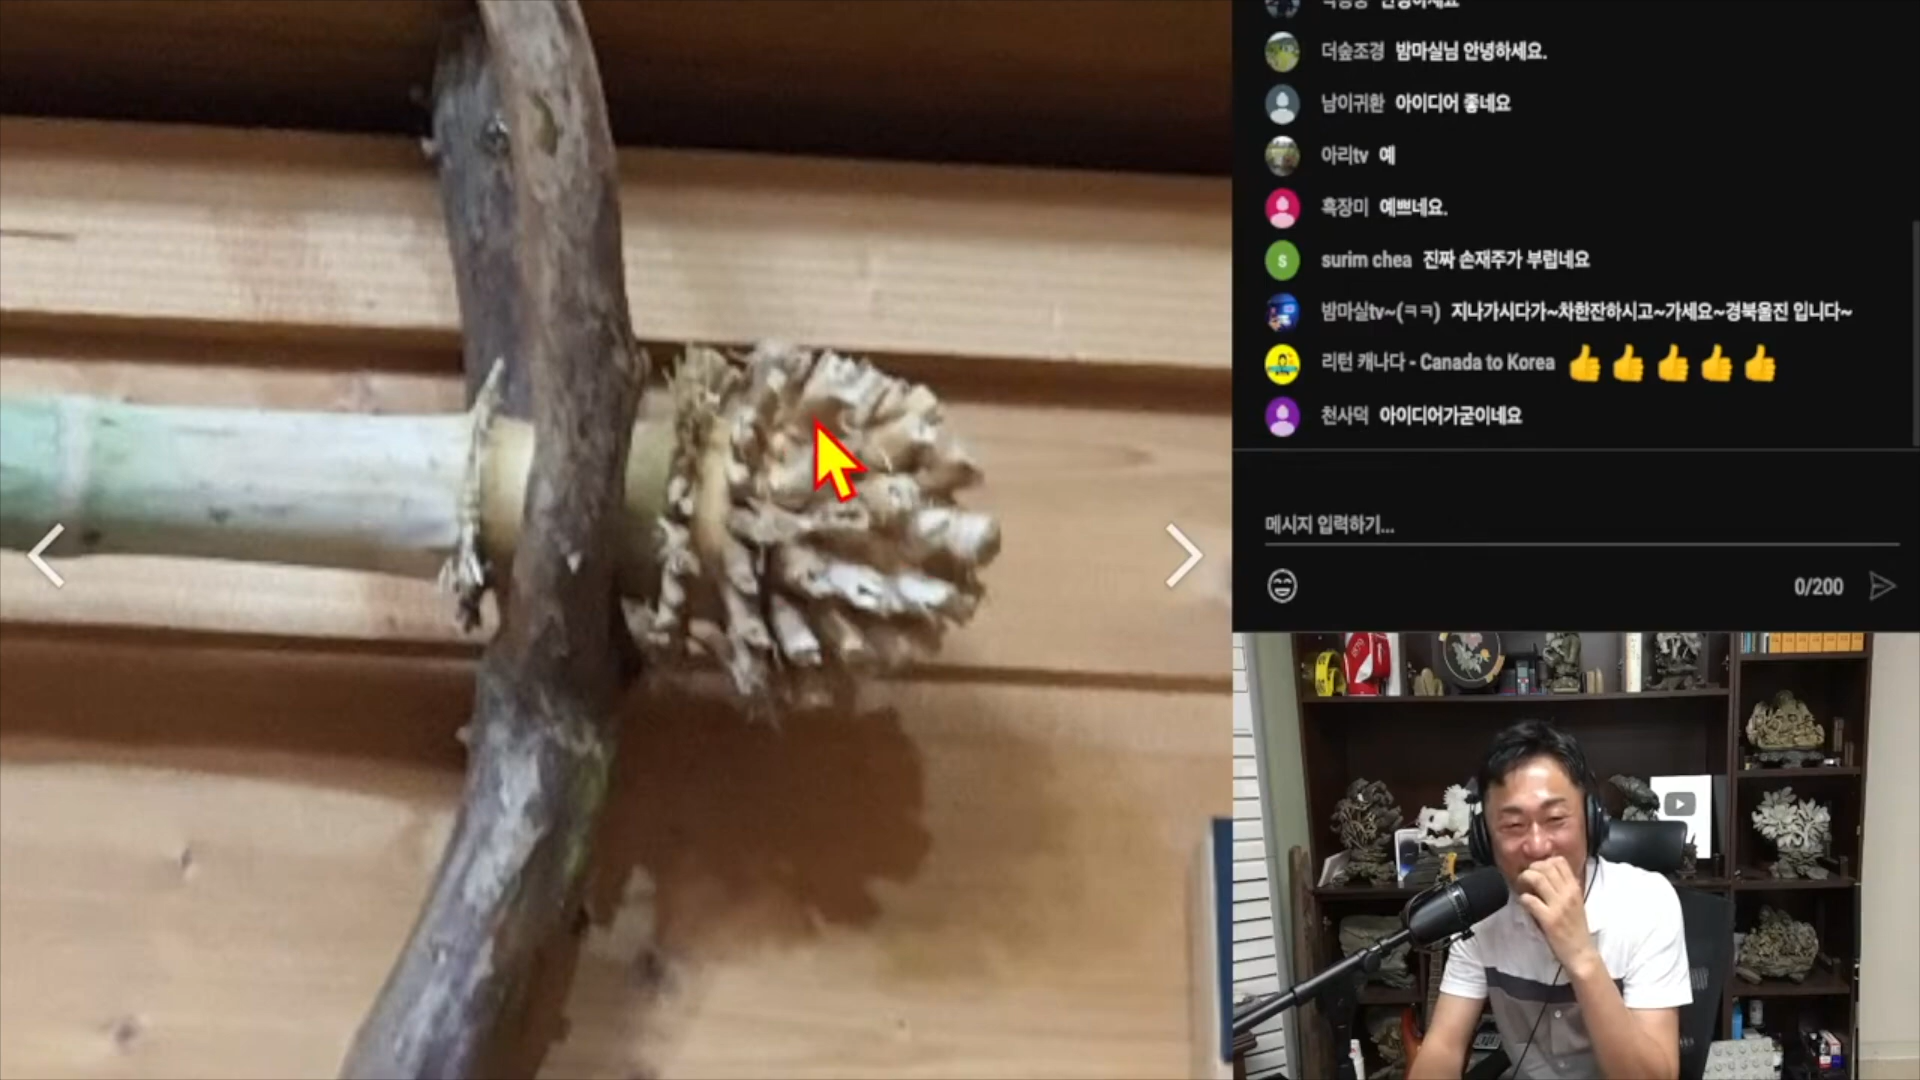 더숲조경 밤마실님 안녕하세요.
남이귀환 아이디어 좋네요
아리tv 예
흑장미 예쁘네요.
surim chea 진짜 손재주가 부럽네요
밤마실tv~(ㅋㅋ) 지나가시다가~차한잔하시고~가세요~경북울진 입니다~
리턴 캐나다 - Canada to Korea 👍👍👍👍👍
천사덕 아이디어가굳이네요
메시지 입력하기...
0/200